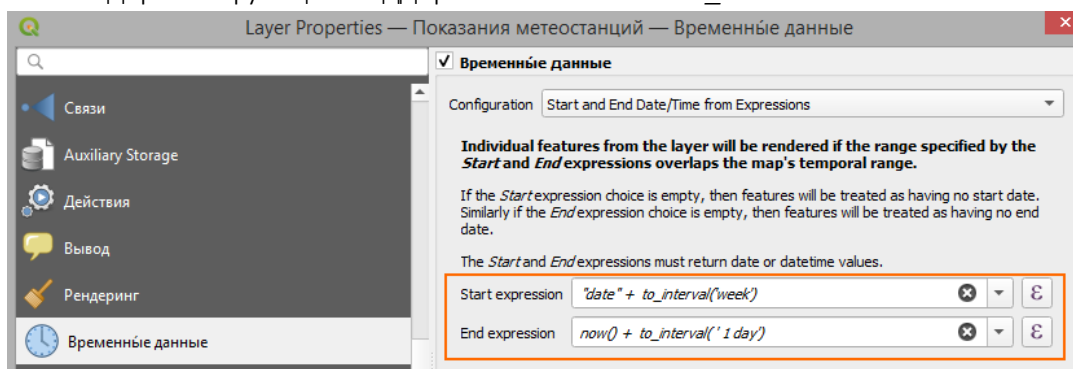 Layer Properties — Показания метеостанций — Временны́е данные
Временны́е данные
Связи
Configuration Start and End Date/Time from Expressions
Auxiliary Storage
Individual features from the layer will be rendered if the range specified by the
Start and End expressions overlaps the map's temporal range.
Действия
If the Start expression choice is empty, then features will be treated as having no start date.
Similarly if the End expression choice is empty, then features will be treated as having no end
date.
Вывод
The Start and End expressions must return date or datetime values.
Рендеринг
Start expression "date" + to_interval('week') ε
End expression now() + to_interval( ' 1 day') ε
Временны́е данные